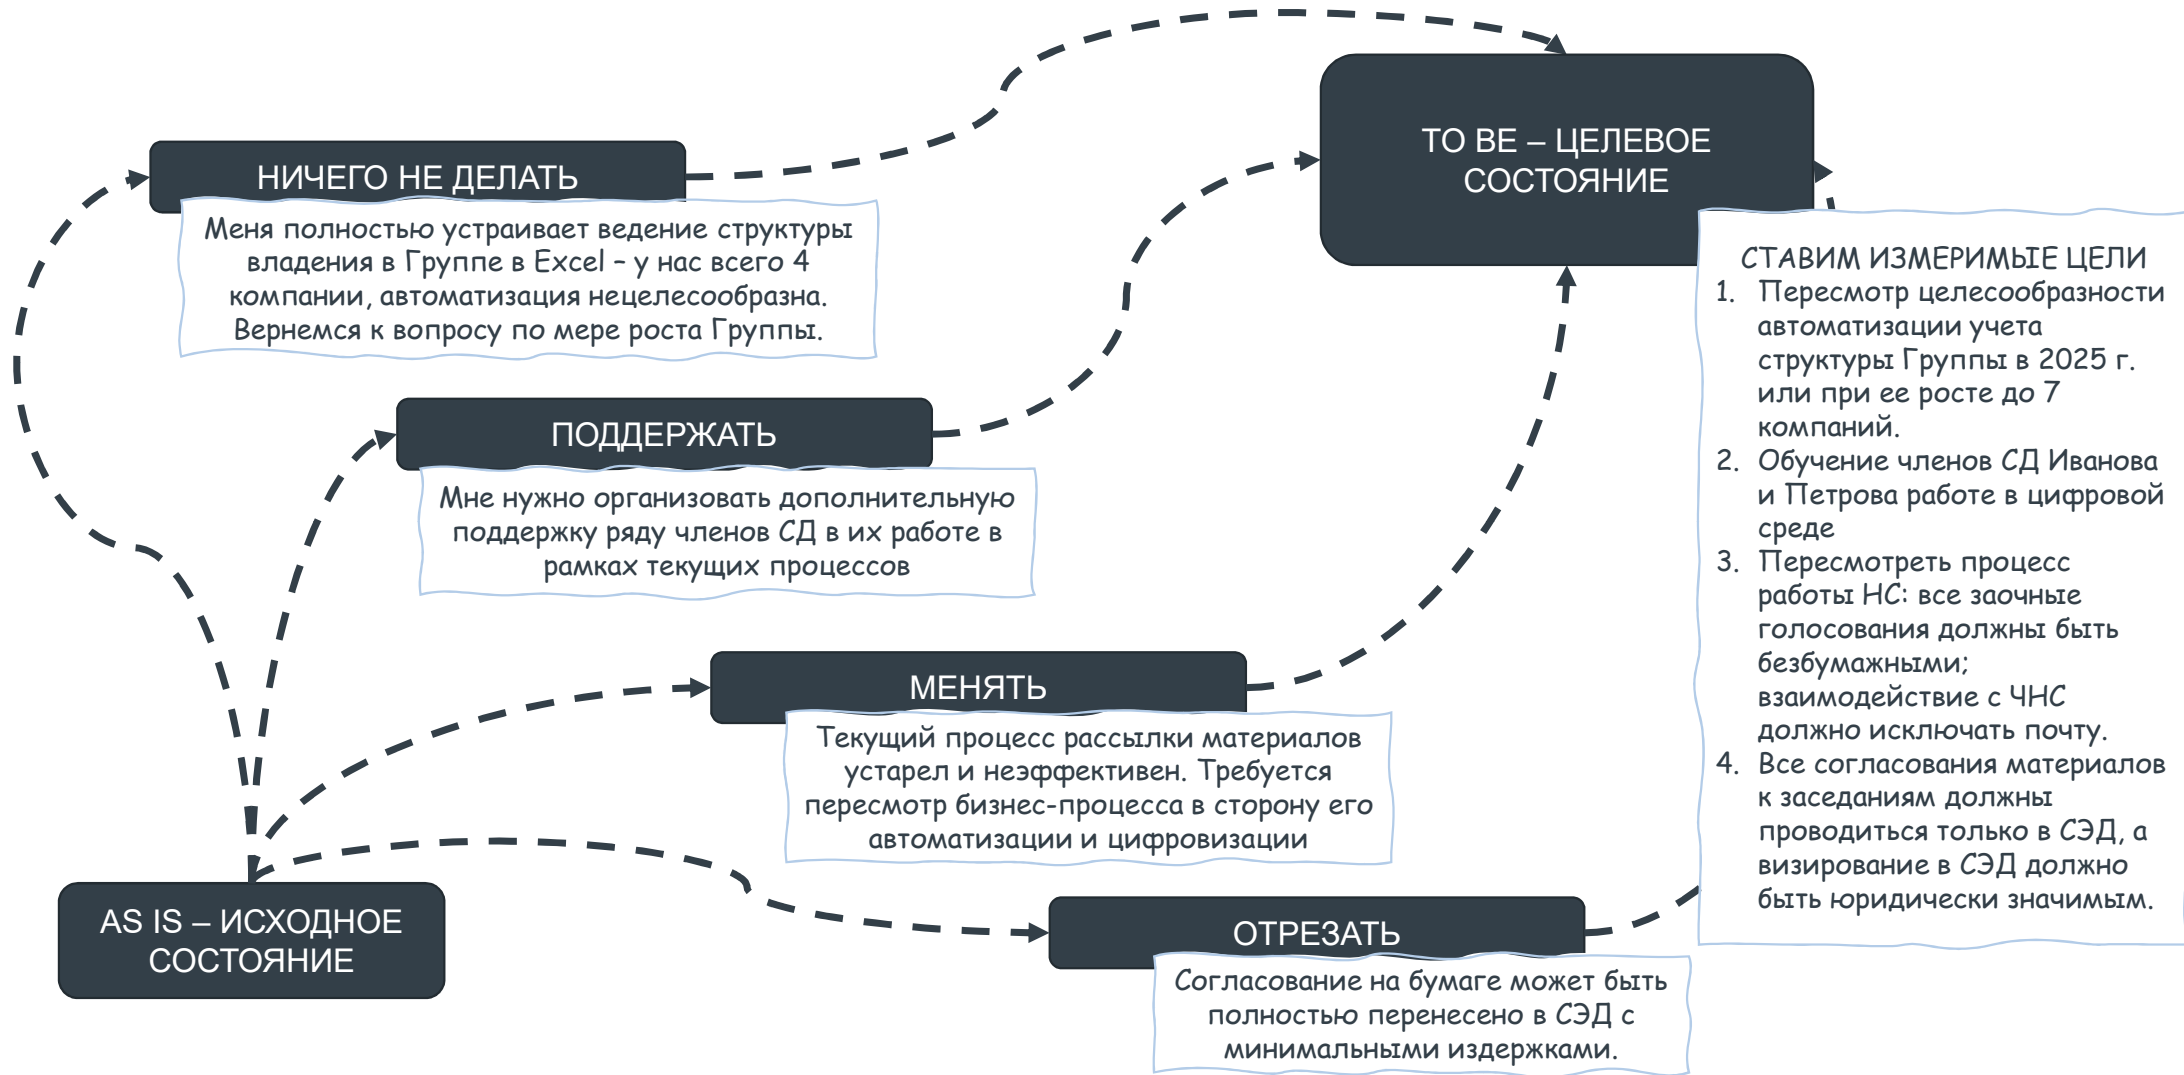 НИЧЕГО НЕ ДЕЛАТЬ
Меня полностью устраивает ведение структуры
владения в Группе в Excel – у нас всего 4
компании, автоматизация нецелесообразна.
Вернемся к вопросу по мере роста Группы.
ПОДДЕРЖАТЬ
Мне нужно организовать дополнительную
поддержку ряду членов СД в их работе в
рамках текущих процессов
МЕНЯТЬ
Текущий процесс рассылки материалов
устарел и неэффективен. Требуется
пересмотр бизнес-процесса в сторону его
автоматизации и цифровизации
AS IS – ИСХОДНОЕ
СОСТОЯНИЕ
ОТРЕЗАТЬ
Согласование на бумаге может быть
полностью перенесено в СЭД с
минимальными издержками.
TO BE – ЦЕЛЕВОЕ
СОСТОЯНИЕ
СТАВИМ ИЗМЕРИМЫЕ ЦЕЛИ
1. Пересмотр целесообразности
автоматизации учета
структуры Группы в 2025 г.
или при ее росте до 7
компаний.
2. Обучение членов СД Иванова
и Петрова работе в цифровой
среде
3. Пересмотреть процесс
работы НС: все заочные
голосования должны быть
безбумажными;
взаимодействие с ЧНС
должно исключать почту.
4. Все согласования материалов
к заседаниям должны
проводиться только в СЭД, а
визирование в СЭД должно
быть юридически значимым.